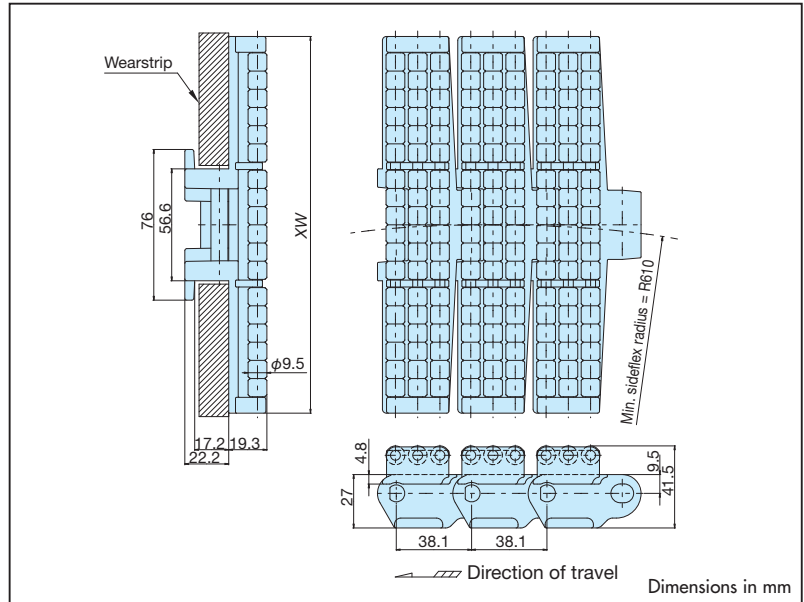 Wearstrip
76
56.6
XW
φ9.5
17.2 19.3
22.2
Min. sideflex radius = R610
4.8
27
9.5
41.5
38.1 38.1
Direction of travel
Dimensions in mm